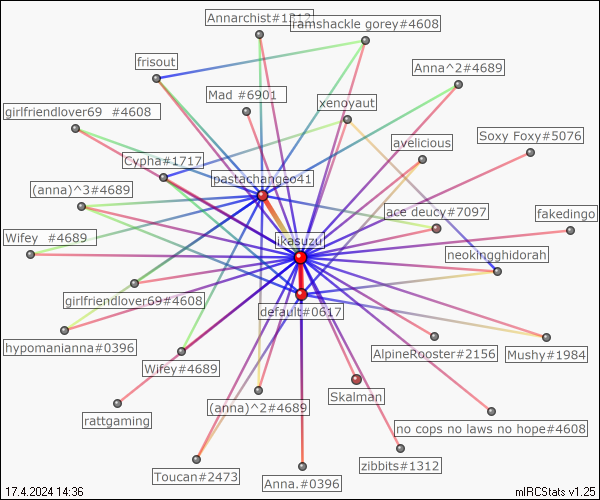 Annarchist#1312
ramshackle gorey#4608
frisout
Anna^2#4689
Mad #6901
xenoyaut
girlfriendlover69 #4608
Soxy Foxy#5076
avelicious
Cypha#1717
pastachangeo41
(anna)^3#4689
ace deucy#7097
fakedingo
Wifey #4689
ikasuzu
neokingghidorah
girlfriendlover69#4608
default#0617
hypomanianna#0396
AlpineRooster#2156
Mushy#1984
Wifey#4689
Skalman
(anna)^2#4689
rattgaming
no cops no laws no hope#4608
zibbits#1312
Toucan#2473
Anna.#0396
17.4.2024 14:36
mIRCStats v1.25